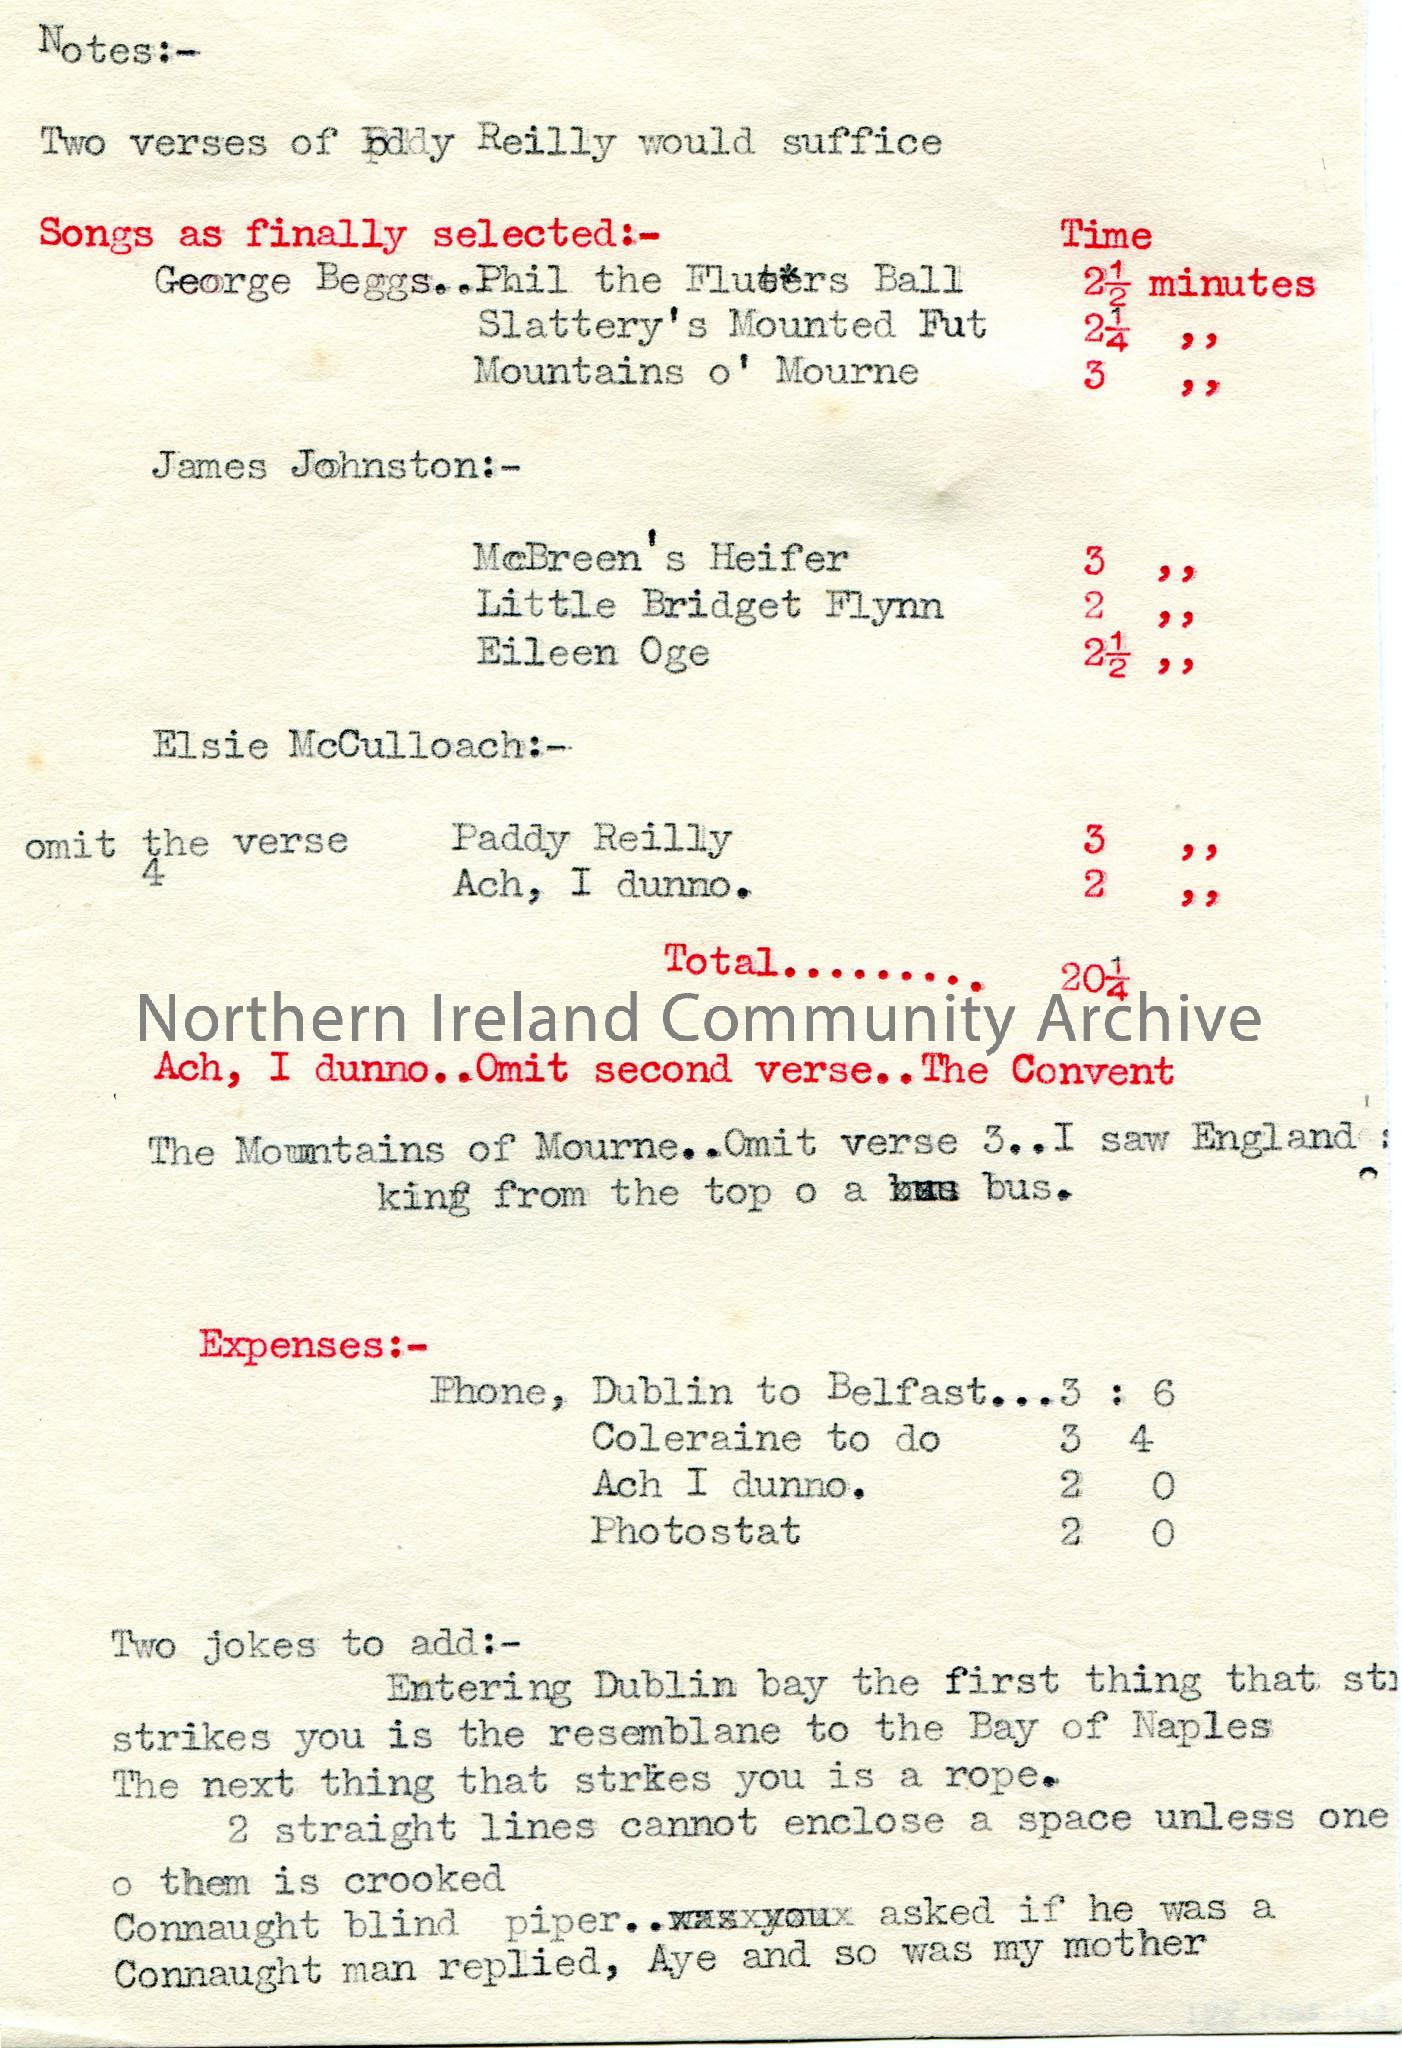 Notes:-
Two verses of Paddy Reilly would suffice
Songs as finally selected:- Time
George Beggs..Phil the Fluters Ball 2½ minutes
Slattery's Mounted Fut 2¼ ,,
Mountains o' Mourne 3 ,,
James Johnston:-
McBreen's Heifer 3 ,,
Little Bridget Flynn 2 ,,
Eileen Oge 2½ ,,
Elsie McCulloach:-
omit the verse Paddy Reilly 3 ,,
4 Ach, I dunno. 2 ,,
Total......... 20¼
Northern Ireland Community Archive
Ach, I dunno..Omit second verse..The Convent
The Mountains of Mourne..Omit verse 3..I saw England
king from the top o a bus.
Expenses:-
Phone, Dublin to Belfast...3 : 6
Coleraine to do 3 4
Ach I dunno. 2 0
Photostat 2 0
Two jokes to add:-
Entering Dublin bay the first thing that
strikes you is the resemblane to the Bay of Naples
The next thing that strkes you is a rope.
2 straight lines cannot enclose a space unless one
o them is crooked
Connaught blind piper.. asked if he was a
Connaught man replied, Aye and so was my mother